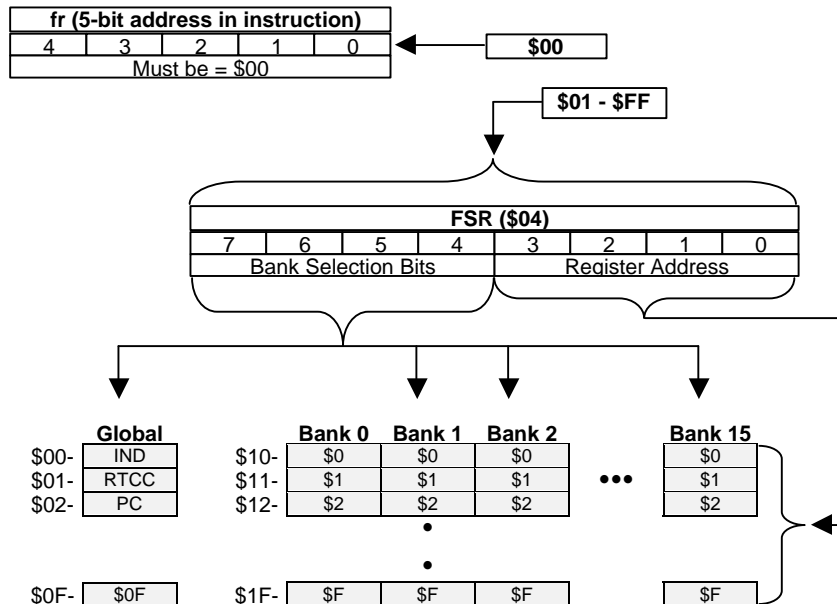 fr (5-bit address in instruction)
4 3 2 1 0
Must be = $00
$00
$01 - $FF
FSR ($04)
7 6 5 4 3 2 1 0
Bank Selection Bits Register Address
Global Bank 0 Bank 1 Bank 2 Bank 15
$00- IND $10- $0 $0 $0 $0
$01- RTCC $11- $1 $1 $1 ••• $1
$02- PC $12- $2 $2 $2 $2
$0F- $0F $1F- $F $F $F $F